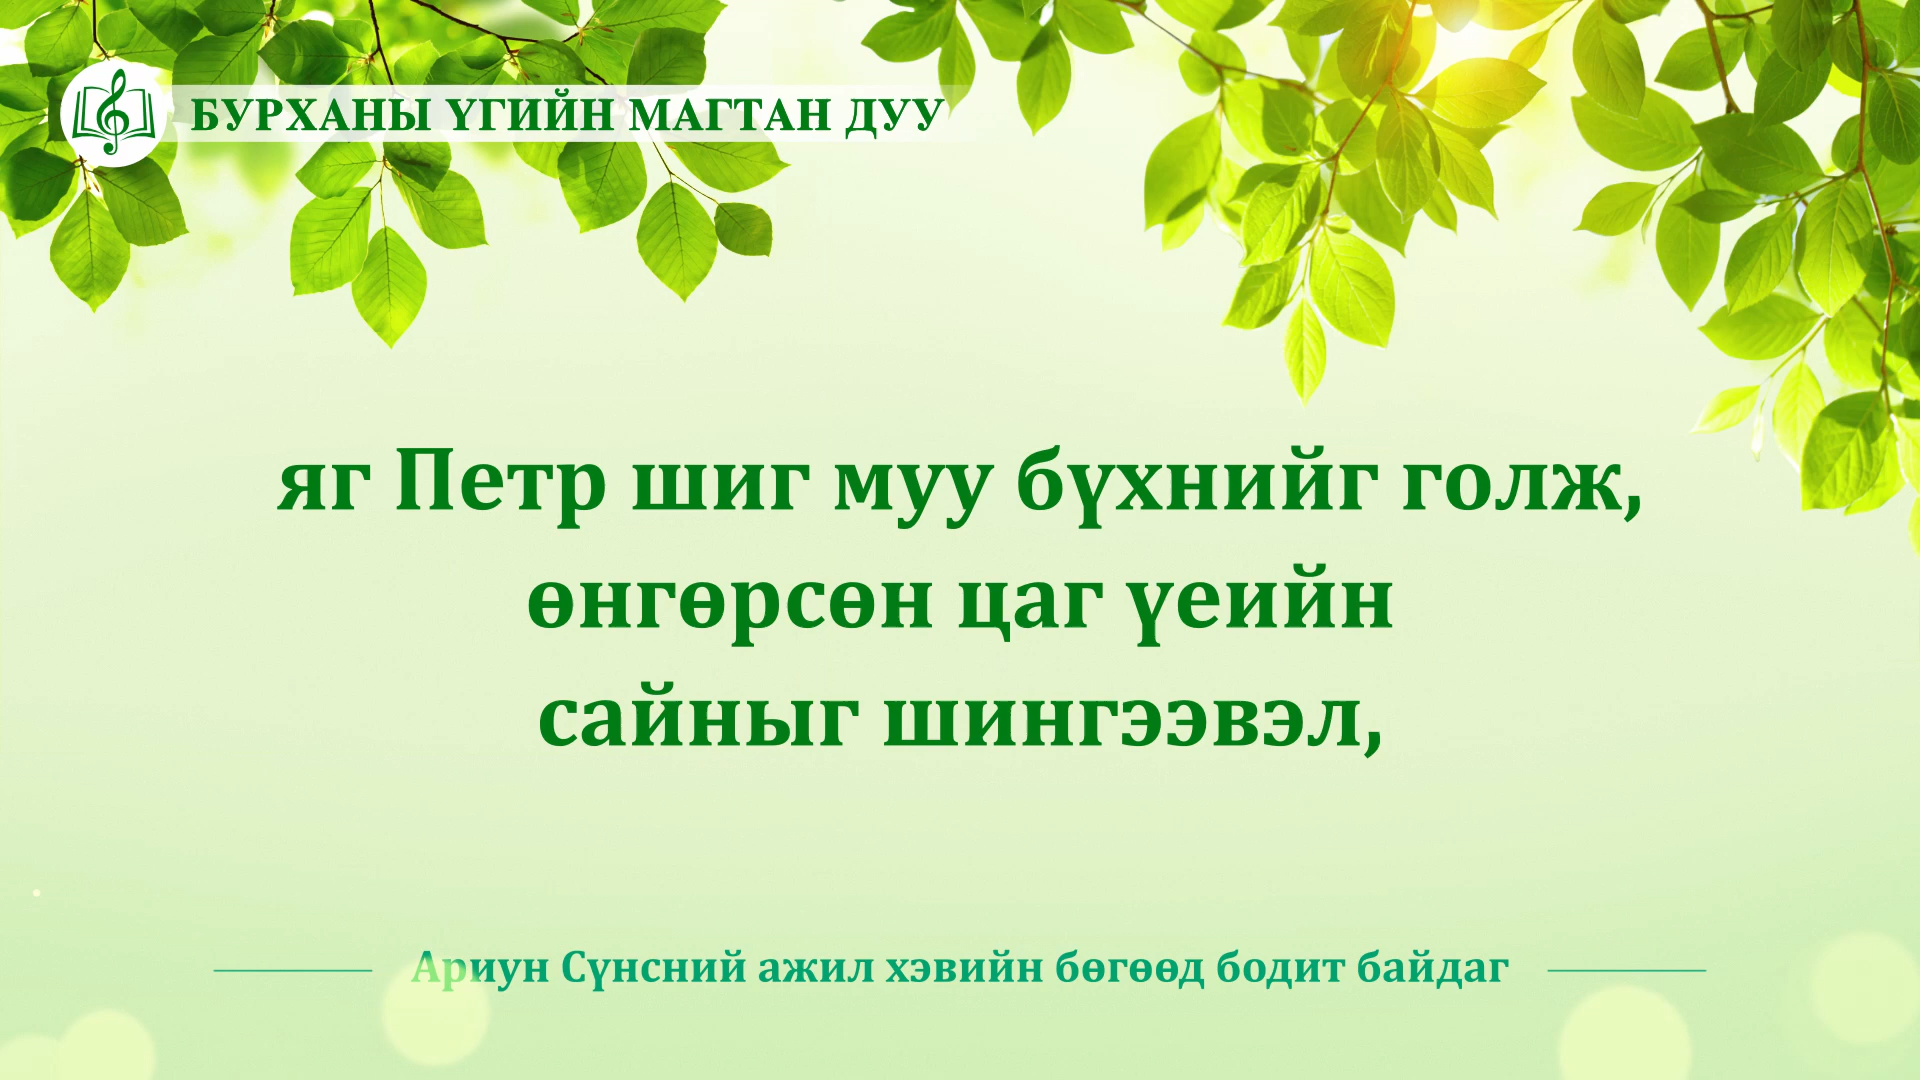 БУРХАНЫ ҮГИЙН МАГТАН ДУУ
яг Петр шиг муу бүхнийг голж,
өнгөрсөн цаг үеийн
сайныг шингээвэл,
Ариун Сүнсний ажил хэвийн бөгөөд бодит байдаг